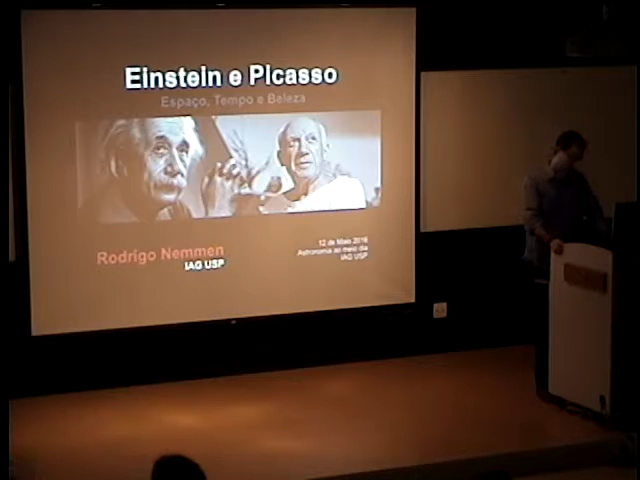 Einstein e Picasso
Espaço, Tempo e Beleza
Rodrigo Nemmen
IAG USP
12 de Maio 2016
Astronomia ao meio dia
IAG USP